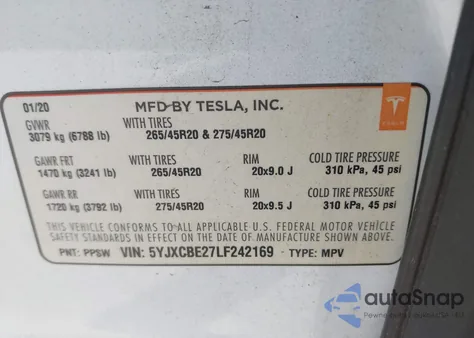 01/20 MFD BY TESLA, INC.
GVWR WITH TIRES
3079 kg (6788 lb) 265/45R20 & 275/45R20
TESLA
GAWR FRT WITH TIRES RIM COLD TIRE PRESSURE
1470 kg (3241 lb) 265/45R20 20x9.0 J 310 kPa, 45 psi
GAWR RR WITH TIRES RIM COLD TIRE PRESSURE
1720 kg (3792 lb) 275/45R20 20x9.5 J 310 kPa, 45 psi
THIS VEHICLE CONFORMS TO ALL APPLICABLE U.S. FEDERAL MOTOR VEHICLE
SAFETY STANDARDS IN EFFECT ON THE DATE OF MANUFACTURE SHOWN ABOVE.
PNT: PPSW VIN: 5YJXCBE27LF242169 TYPE: MPV
autoSnap